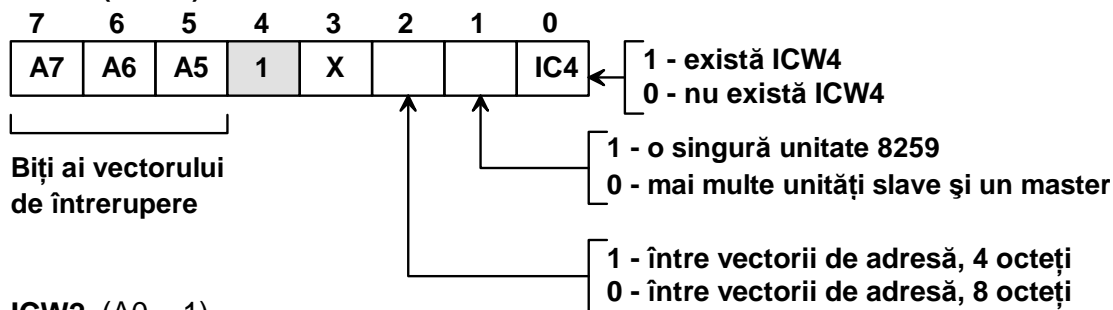 7 6 5 4 3 2 1 0
A7 A6 A5 1 X IC4
1 - există ICW4
0 - nu există ICW4
Biți ai vectorului
de întrerupere
1 - o singură unitate 8259
0 - mai multe unități slave şi un master
1 - între vectorii de adresă, 4 octeți
0 - între vectorii de adresă, 8 octeți